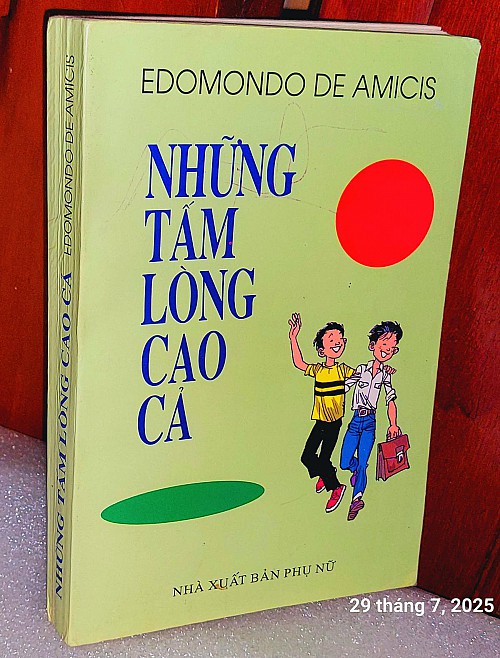 EDOMONDO DE AMICIS
NHỮNG
TẤM
LÒNG
CAO
CẢ
NHÀ XUẤT BẢN PHỤ NỮ
NHỮNG TẤM LÒNG CAO CẢ EDOMONDO DE AMICIS
29 tháng 7, 2025